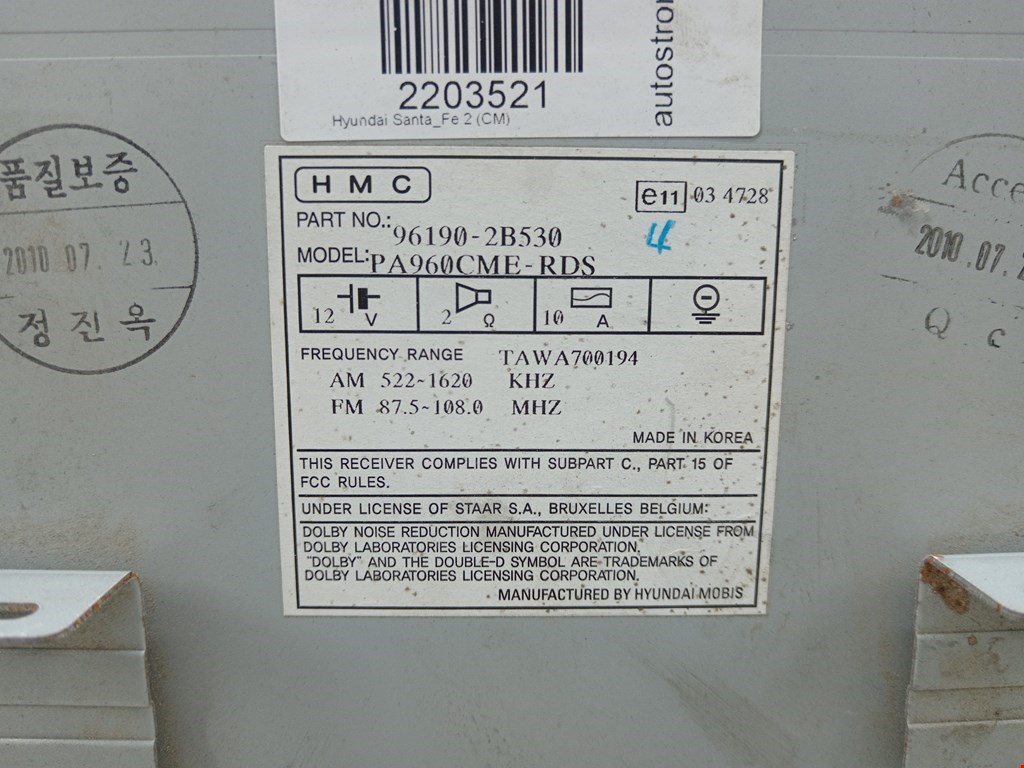 2203521
Hyundai Santa_Fe 2 (CM)
품질보증
2010.07.23.
정진옥
HMC
e11 03 4728
PART NO.: 96190-2B530
4
MODEL: PA960CME-RDS
12 V
2 Ω
10 A
FREQUENCY RANGE TAWA700194
AM 522~1620 KHZ
FM 87.5~108.0 MHZ
MADE IN KOREA
THIS RECEIVER COMPLIES WITH SUBPART C., PART 15 OF
FCC RULES.
UNDER LICENSE OF STAAR S.A., BRUXELLES BELGIUM:
DOLBY NOISE REDUCTION MANUFACTURED UNDER LICENSE FROM
DOLBY LABORATORIES LICENSING CORPORATION.
"DOLBY" AND THE DOUBLE-D SYMBOL ARE TRADEMARKS OF
DOLBY LABORATORIES LICENSING CORPORATION.
MANUFACTURED BY HYUNDAI MOBIS
2010.07.
Q C